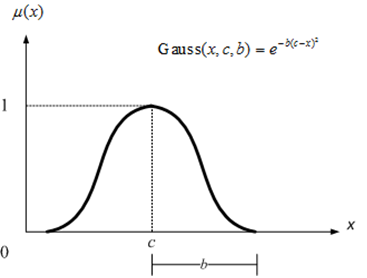 μ(x)
Gauss(x, c, b) = e^{-b(c-x)^2}
1
x
0
c
b